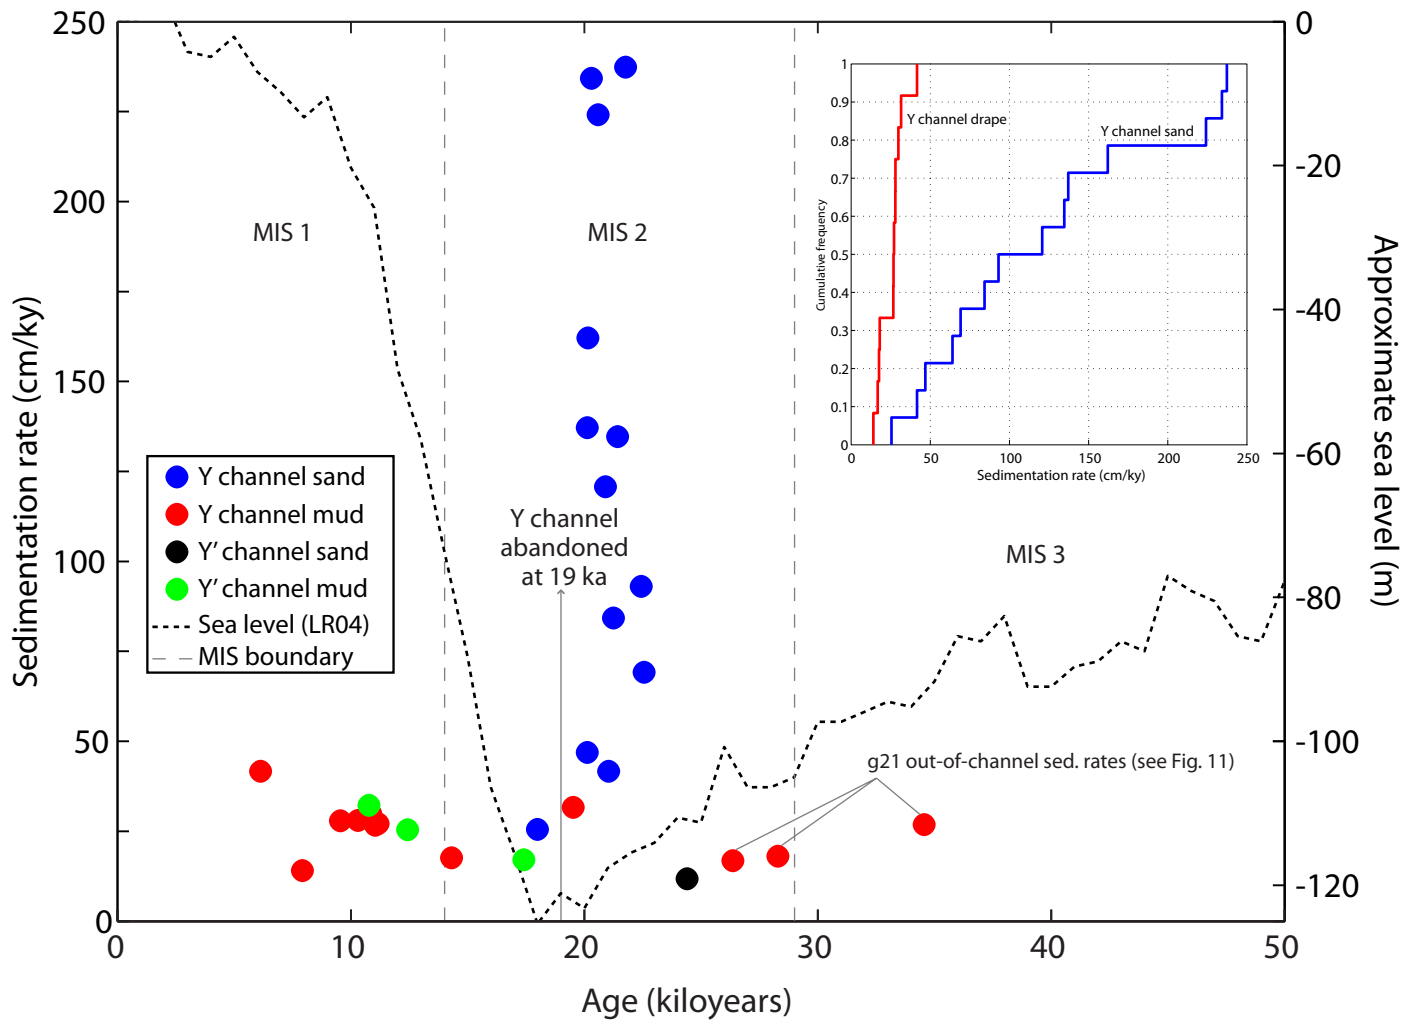 250
200
150
100
50
0
Sedimentation rate (cm/ky)
0
10
20
30
40
50
Age (kiloyears)
0
-20
-40
-60
-80
-100
-120
Approximate sea level (m)
MIS 1
MIS 2
MIS 3
Y channel
abandoned
at 19 ka
g21 out-of-channel sed. rates (see Fig. 11)
Y channel sand
Y channel mud
Y’ channel sand
Y’ channel mud
Sea level (LR04)
MIS boundary
1
0.9
0.8
0.7
0.6
0.5
0.4
0.3
0.2
0.1
0
Cumulative frequency
Y channel drape
Y channel sand
0
50
100
150
200
250
Sedimentation rate (cm/ky)